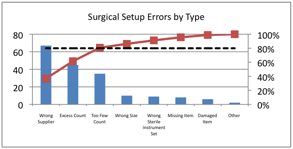 Surgical Setup Errors by Type
80
60
40
20
0
100%
80%
60%
40%
20%
0%
Wrong Supplier
Excess Count
Too Few Count
Wrong Size
Wrong Sterile Instrument Set
Missing Item
Damaged Item
Other